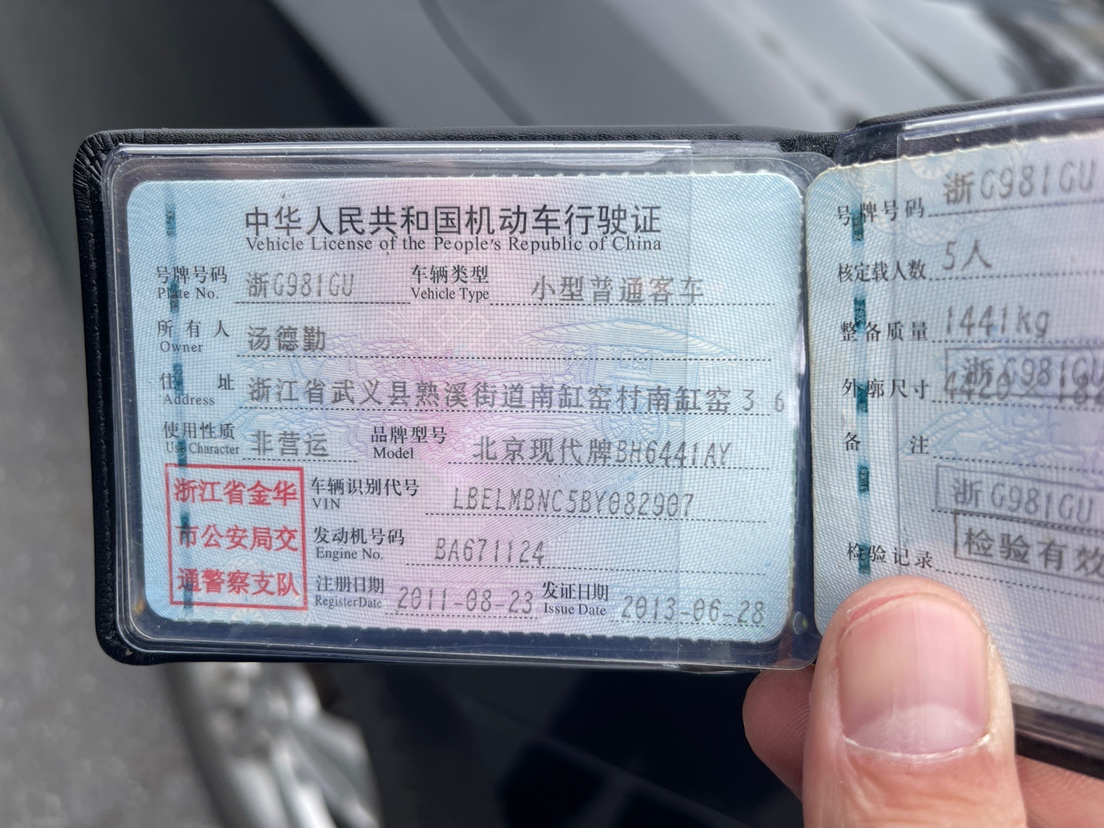 中华人民共和国机动车行驶证
Vehicle License of the People's Republic of China
号牌号码 浙G981GU 车辆类型 小型普通客车
Plate No. Vehicle Type
所有人 汤德勤
Owner
住址 浙江省武义县熟溪街道南缸窑村南缸窑36
Address
使用性质 非营运 品牌型号 北京现代牌BH6441AY
Use Character Model
浙江省金华
市公安局交
通警察支队
车辆识别代号 LBELMBNC5BY082907
VIN
发动机号码 BA671124
Engine No.
注册日期 2011-08-23 发证日期 2013-06-28
Register Date Issue Date
号牌号码 浙G981GU
核定载人数 5人
整备质量 1441kg
浙G981GU
外廓尺寸
备注
浙G981GU
检验有效
检验记录